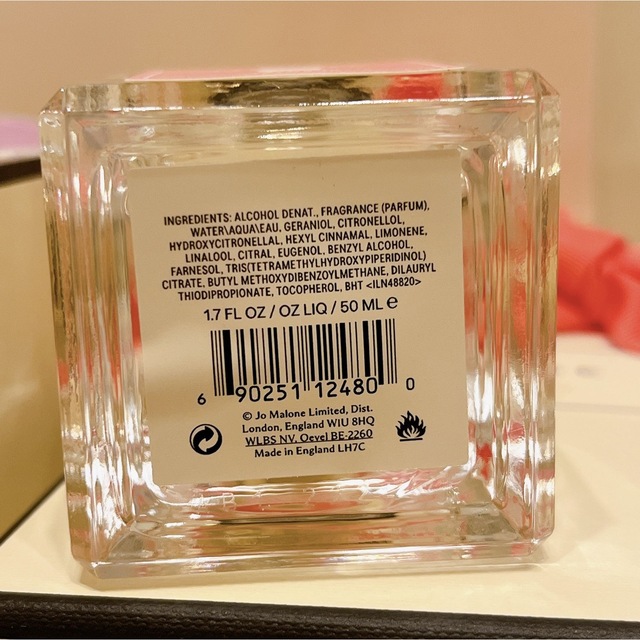 INGREDIENTS: ALCOHOL DENAT., FRAGRANCE (PARFUM),
WATER\AQUA\EAU, GERANIOL, CITRONELLOL,
HYDROXYCITRONELLAL, HEXYL CINNAMAL, LIMONENE,
LINALOOL, CITRAL, EUGENOL, BENZYL ALCOHOL,
FARNESOL, TRIS(TETRAMETHYLHYDROXYPIPERIDINOL)
CITRATE, BUTYL METHOXYDIBENZOYLMETHANE, DILAURYL
THIODIPROPIONATE, TOCOPHEROL, BHT <ILN48820>
1.7 FL OZ / OZ LIQ / 50 ML ℮
6 90251 12480 0
© Jo Malone Limited, Dist.
London, England W1U 8HQ
WLBS NV. Oevel BE-2260
Made in England LH7C